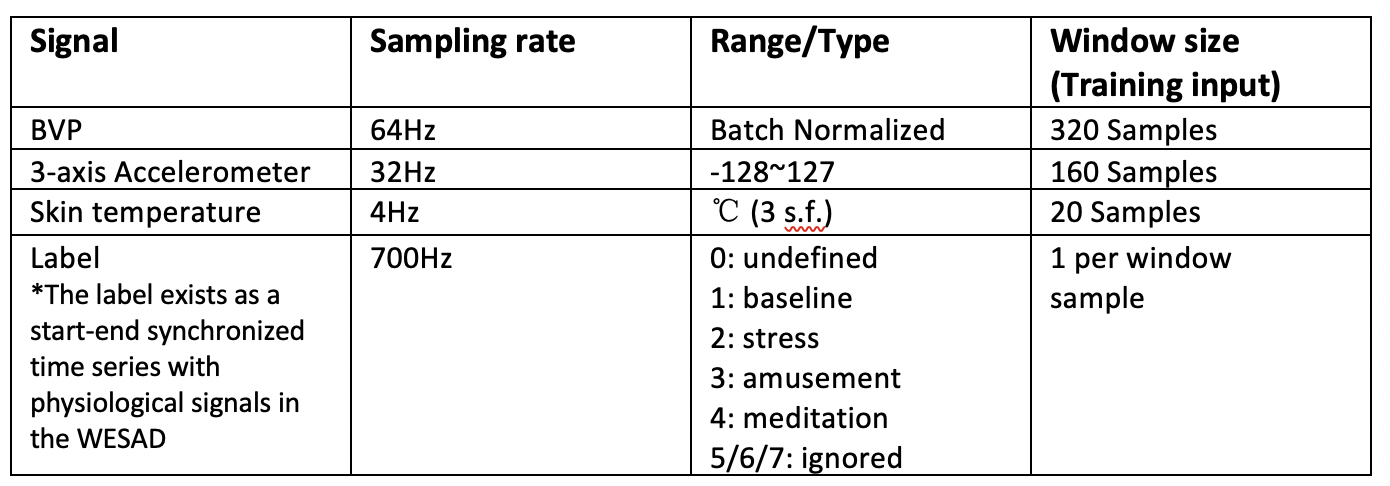 Signal Sampling rate Range/Type Window size
(Training input)
BVP 64Hz Batch Normalized 320 Samples
3-axis Accelerometer 32Hz -128~127 160 Samples
Skin temperature 4Hz ℃ (3 s.f.) 20 Samples
Label 700Hz 0: undefined 1 per window
*The label exists as a 1: baseline sample
start-end synchronized 2: stress
time series with 3: amusement
physiological signals in 4: meditation
the WESAD 5/6/7: ignored